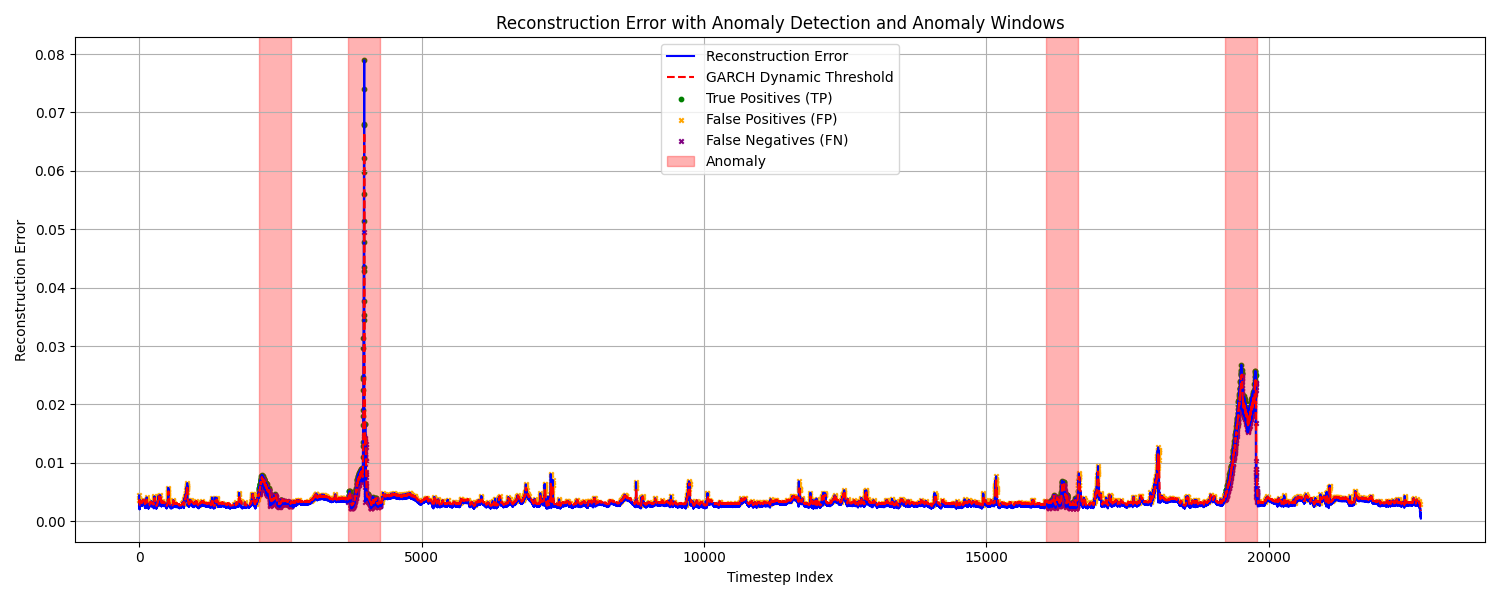 Reconstruction Error with Anomaly Detection and Anomaly Windows
Reconstruction Error
GARCH Dynamic Threshold
True Positives (TP)
False Positives (FP)
False Negatives (FN)
Anomaly
Reconstruction Error
0.08
0.07
0.06
0.05
0.04
0.03
0.02
0.01
0.00
0
5000
10000
15000
20000
Timestep Index